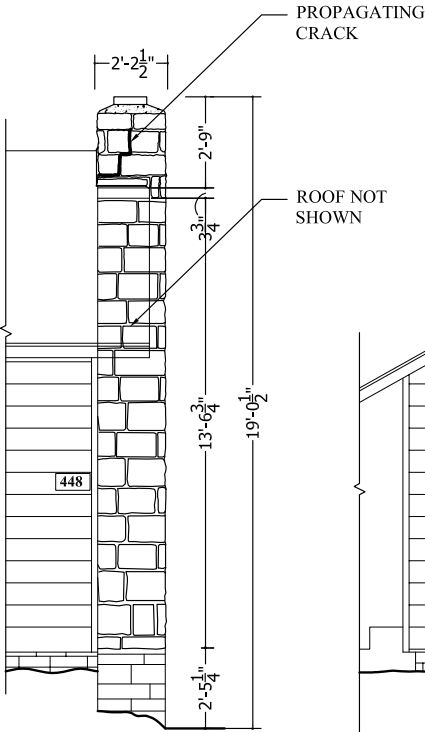 PROPAGATING
CRACK
2'-2 1/2"
2'-9"
3 3/4"
ROOF NOT
SHOWN
13'-6 3/4"
19'-0 1/2"
448
2'-5 1/4"